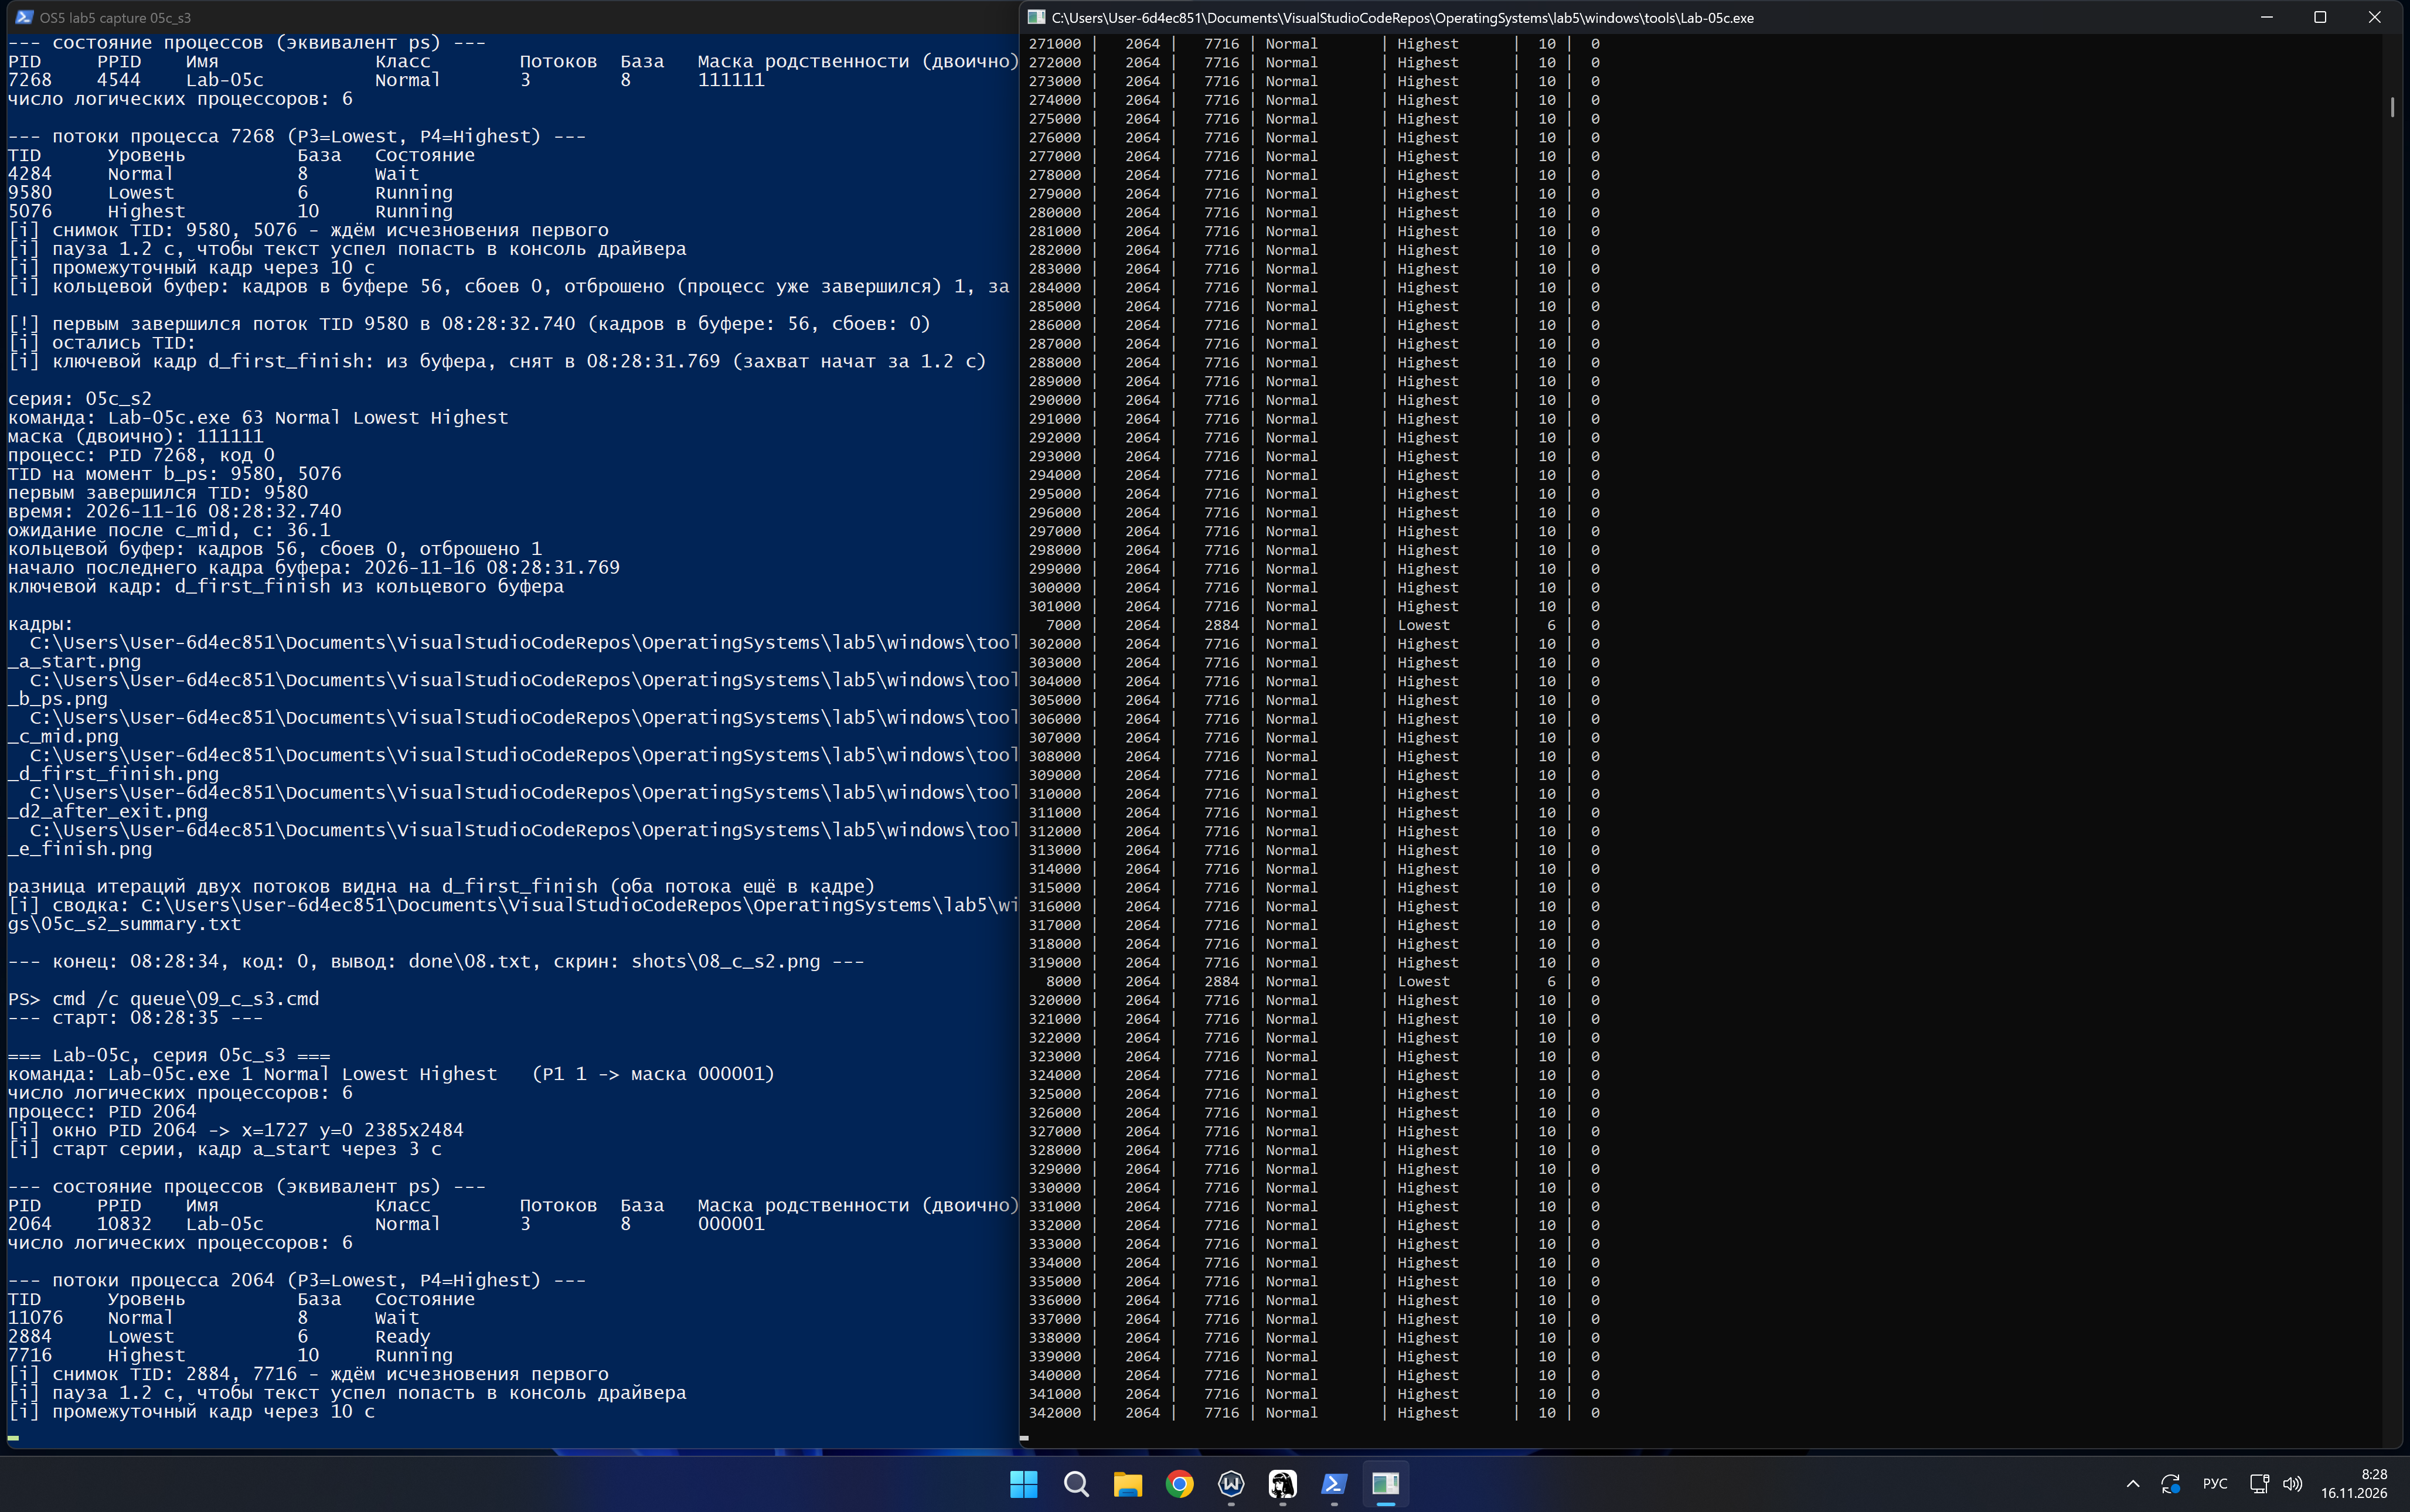 OS5 lab5 capture 05c_s3
--- состояние процессов (эквивалент ps) ---
PID PPID Имя Класс Потоков База Маска родственности (двоично)
7268 4544 Lab-05c Normal 3 8 111111
число логических процессоров: 6
--- потоки процесса 7268 (P3=Lowest, P4=Highest) ---
TID Уровень База Состояние
4284 Normal 8 Wait
9580 Lowest 6 Running
5076 Highest 10 Running
[i] снимок TID: 9580, 5076 - ждём исчезновения первого
[i] пауза 1.2 с, чтобы текст успел попасть в консоль драйвера
[i] промежуточный кадр через 10 с
[i] кольцевой буфер: кадров в буфере 56, сбоев 0, отброшено (процесс уже завершился) 1, за
[!] первым завершился поток TID 9580 в 08:28:32.740 (кадров в буфере: 56, сбоев: 0)
[i] остались TID:
[i] ключевой кадр d_first_finish: из буфера, снят в 08:28:31.769 (захват начат за 1.2 с)
серия: 05c_s2
команда: Lab-05c.exe 63 Normal Lowest Highest
маска (двоично): 111111
процесс: PID 7268, код 0
TID на момент b_ps: 9580, 5076
первым завершился TID: 9580
время: 2026-11-16 08:28:32.740
ожидание после c_mid, с: 36.1
кольцевой буфер: кадров 56, сбоев 0, отброшено 1
начало последнего кадра буфера: 2026-11-16 08:28:31.769
ключевой кадр: d_first_finish из кольцевого буфера
кадры:
C:\Users\User-6d4ec851\Documents\VisualStudioCodeRepos\OperatingSystems\lab5\windows\tool
_a_start.png
C:\Users\User-6d4ec851\Documents\VisualStudioCodeRepos\OperatingSystems\lab5\windows\tool
_b_ps.png
C:\Users\User-6d4ec851\Documents\VisualStudioCodeRepos\OperatingSystems\lab5\windows\tool
_c_mid.png
C:\Users\User-6d4ec851\Documents\VisualStudioCodeRepos\OperatingSystems\lab5\windows\tool
_d_first_finish.png
C:\Users\User-6d4ec851\Documents\VisualStudioCodeRepos\OperatingSystems\lab5\windows\tool
_d2_after_exit.png
C:\Users\User-6d4ec851\Documents\VisualStudioCodeRepos\OperatingSystems\lab5\windows\tool
_e_finish.png
разница итераций двух потоков видна на d_first_finish (оба потока ещё в кадре)
[i] сводка: C:\Users\User-6d4ec851\Documents\VisualStudioCodeRepos\OperatingSystems\lab5\wi
gs\05c_s2_summary.txt
--- конец: 08:28:34, код: 0, вывод: done\08.txt, скрин: shots\08_c_s2.png ---
PS> cmd /c queue\09_c_s3.cmd
--- старт: 08:28:35 ---
=== Lab-05c, серия 05c_s3 ===
команда: Lab-05c.exe 1 Normal Lowest Highest (P1 1 -> маска 000001)
число логических процессоров: 6
процесс: PID 2064
[i] окно PID 2064 -> x=1727 y=0 2385x2484
[i] старт серии, кадр a_start через 3 с
--- состояние процессов (эквивалент ps) ---
PID PPID Имя Класс Потоков База Маска родственности (двоично)
2064 10832 Lab-05c Normal 3 8 000001
число логических процессоров: 6
--- потоки процесса 2064 (P3=Lowest, P4=Highest) ---
TID Уровень База Состояние
11076 Normal 8 Wait
2884 Lowest 6 Ready
7716 Highest 10 Running
[i] снимок TID: 2884, 7716 - ждём исчезновения первого
[i] пауза 1.2 с, чтобы текст успел попасть в консоль драйвера
[i] промежуточный кадр через 10 с
C:\Users\User-6d4ec851\Documents\VisualStudioCodeRepos\OperatingSystems\lab5\windows\tools\Lab-05c.exe
271000 | 2064 | 7716 | Normal | Highest | 10 | 0
272000 | 2064 | 7716 | Normal | Highest | 10 | 0
273000 | 2064 | 7716 | Normal | Highest | 10 | 0
274000 | 2064 | 7716 | Normal | Highest | 10 | 0
275000 | 2064 | 7716 | Normal | Highest | 10 | 0
276000 | 2064 | 7716 | Normal | Highest | 10 | 0
277000 | 2064 | 7716 | Normal | Highest | 10 | 0
278000 | 2064 | 7716 | Normal | Highest | 10 | 0
279000 | 2064 | 7716 | Normal | Highest | 10 | 0
280000 | 2064 | 7716 | Normal | Highest | 10 | 0
281000 | 2064 | 7716 | Normal | Highest | 10 | 0
282000 | 2064 | 7716 | Normal | Highest | 10 | 0
283000 | 2064 | 7716 | Normal | Highest | 10 | 0
284000 | 2064 | 7716 | Normal | Highest | 10 | 0
285000 | 2064 | 7716 | Normal | Highest | 10 | 0
286000 | 2064 | 7716 | Normal | Highest | 10 | 0
287000 | 2064 | 7716 | Normal | Highest | 10 | 0
288000 | 2064 | 7716 | Normal | Highest | 10 | 0
289000 | 2064 | 7716 | Normal | Highest | 10 | 0
290000 | 2064 | 7716 | Normal | Highest | 10 | 0
291000 | 2064 | 7716 | Normal | Highest | 10 | 0
292000 | 2064 | 7716 | Normal | Highest | 10 | 0
293000 | 2064 | 7716 | Normal | Highest | 10 | 0
294000 | 2064 | 7716 | Normal | Highest | 10 | 0
295000 | 2064 | 7716 | Normal | Highest | 10 | 0
296000 | 2064 | 7716 | Normal | Highest | 10 | 0
297000 | 2064 | 7716 | Normal | Highest | 10 | 0
298000 | 2064 | 7716 | Normal | Highest | 10 | 0
299000 | 2064 | 7716 | Normal | Highest | 10 | 0
300000 | 2064 | 7716 | Normal | Highest | 10 | 0
301000 | 2064 | 7716 | Normal | Highest | 10 | 0
7000 | 2064 | 2884 | Normal | Lowest | 6 | 0
302000 | 2064 | 7716 | Normal | Highest | 10 | 0
303000 | 2064 | 7716 | Normal | Highest | 10 | 0
304000 | 2064 | 7716 | Normal | Highest | 10 | 0
305000 | 2064 | 7716 | Normal | Highest | 10 | 0
306000 | 2064 | 7716 | Normal | Highest | 10 | 0
307000 | 2064 | 7716 | Normal | Highest | 10 | 0
308000 | 2064 | 7716 | Normal | Highest | 10 | 0
309000 | 2064 | 7716 | Normal | Highest | 10 | 0
310000 | 2064 | 7716 | Normal | Highest | 10 | 0
311000 | 2064 | 7716 | Normal | Highest | 10 | 0
312000 | 2064 | 7716 | Normal | Highest | 10 | 0
313000 | 2064 | 7716 | Normal | Highest | 10 | 0
314000 | 2064 | 7716 | Normal | Highest | 10 | 0
315000 | 2064 | 7716 | Normal | Highest | 10 | 0
316000 | 2064 | 7716 | Normal | Highest | 10 | 0
317000 | 2064 | 7716 | Normal | Highest | 10 | 0
318000 | 2064 | 7716 | Normal | Highest | 10 | 0
319000 | 2064 | 7716 | Normal | Highest | 10 | 0
8000 | 2064 | 2884 | Normal | Lowest | 6 | 0
320000 | 2064 | 7716 | Normal | Highest | 10 | 0
321000 | 2064 | 7716 | Normal | Highest | 10 | 0
322000 | 2064 | 7716 | Normal | Highest | 10 | 0
323000 | 2064 | 7716 | Normal | Highest | 10 | 0
324000 | 2064 | 7716 | Normal | Highest | 10 | 0
325000 | 2064 | 7716 | Normal | Highest | 10 | 0
326000 | 2064 | 7716 | Normal | Highest | 10 | 0
327000 | 2064 | 7716 | Normal | Highest | 10 | 0
328000 | 2064 | 7716 | Normal | Highest | 10 | 0
329000 | 2064 | 7716 | Normal | Highest | 10 | 0
330000 | 2064 | 7716 | Normal | Highest | 10 | 0
331000 | 2064 | 7716 | Normal | Highest | 10 | 0
332000 | 2064 | 7716 | Normal | Highest | 10 | 0
333000 | 2064 | 7716 | Normal | Highest | 10 | 0
334000 | 2064 | 7716 | Normal | Highest | 10 | 0
335000 | 2064 | 7716 | Normal | Highest | 10 | 0
336000 | 2064 | 7716 | Normal | Highest | 10 | 0
337000 | 2064 | 7716 | Normal | Highest | 10 | 0
338000 | 2064 | 7716 | Normal | Highest | 10 | 0
339000 | 2064 | 7716 | Normal | Highest | 10 | 0
340000 | 2064 | 7716 | Normal | Highest | 10 | 0
341000 | 2064 | 7716 | Normal | Highest | 10 | 0
342000 | 2064 | 7716 | Normal | Highest | 10 | 0
РУС
8:28
16.11.2026